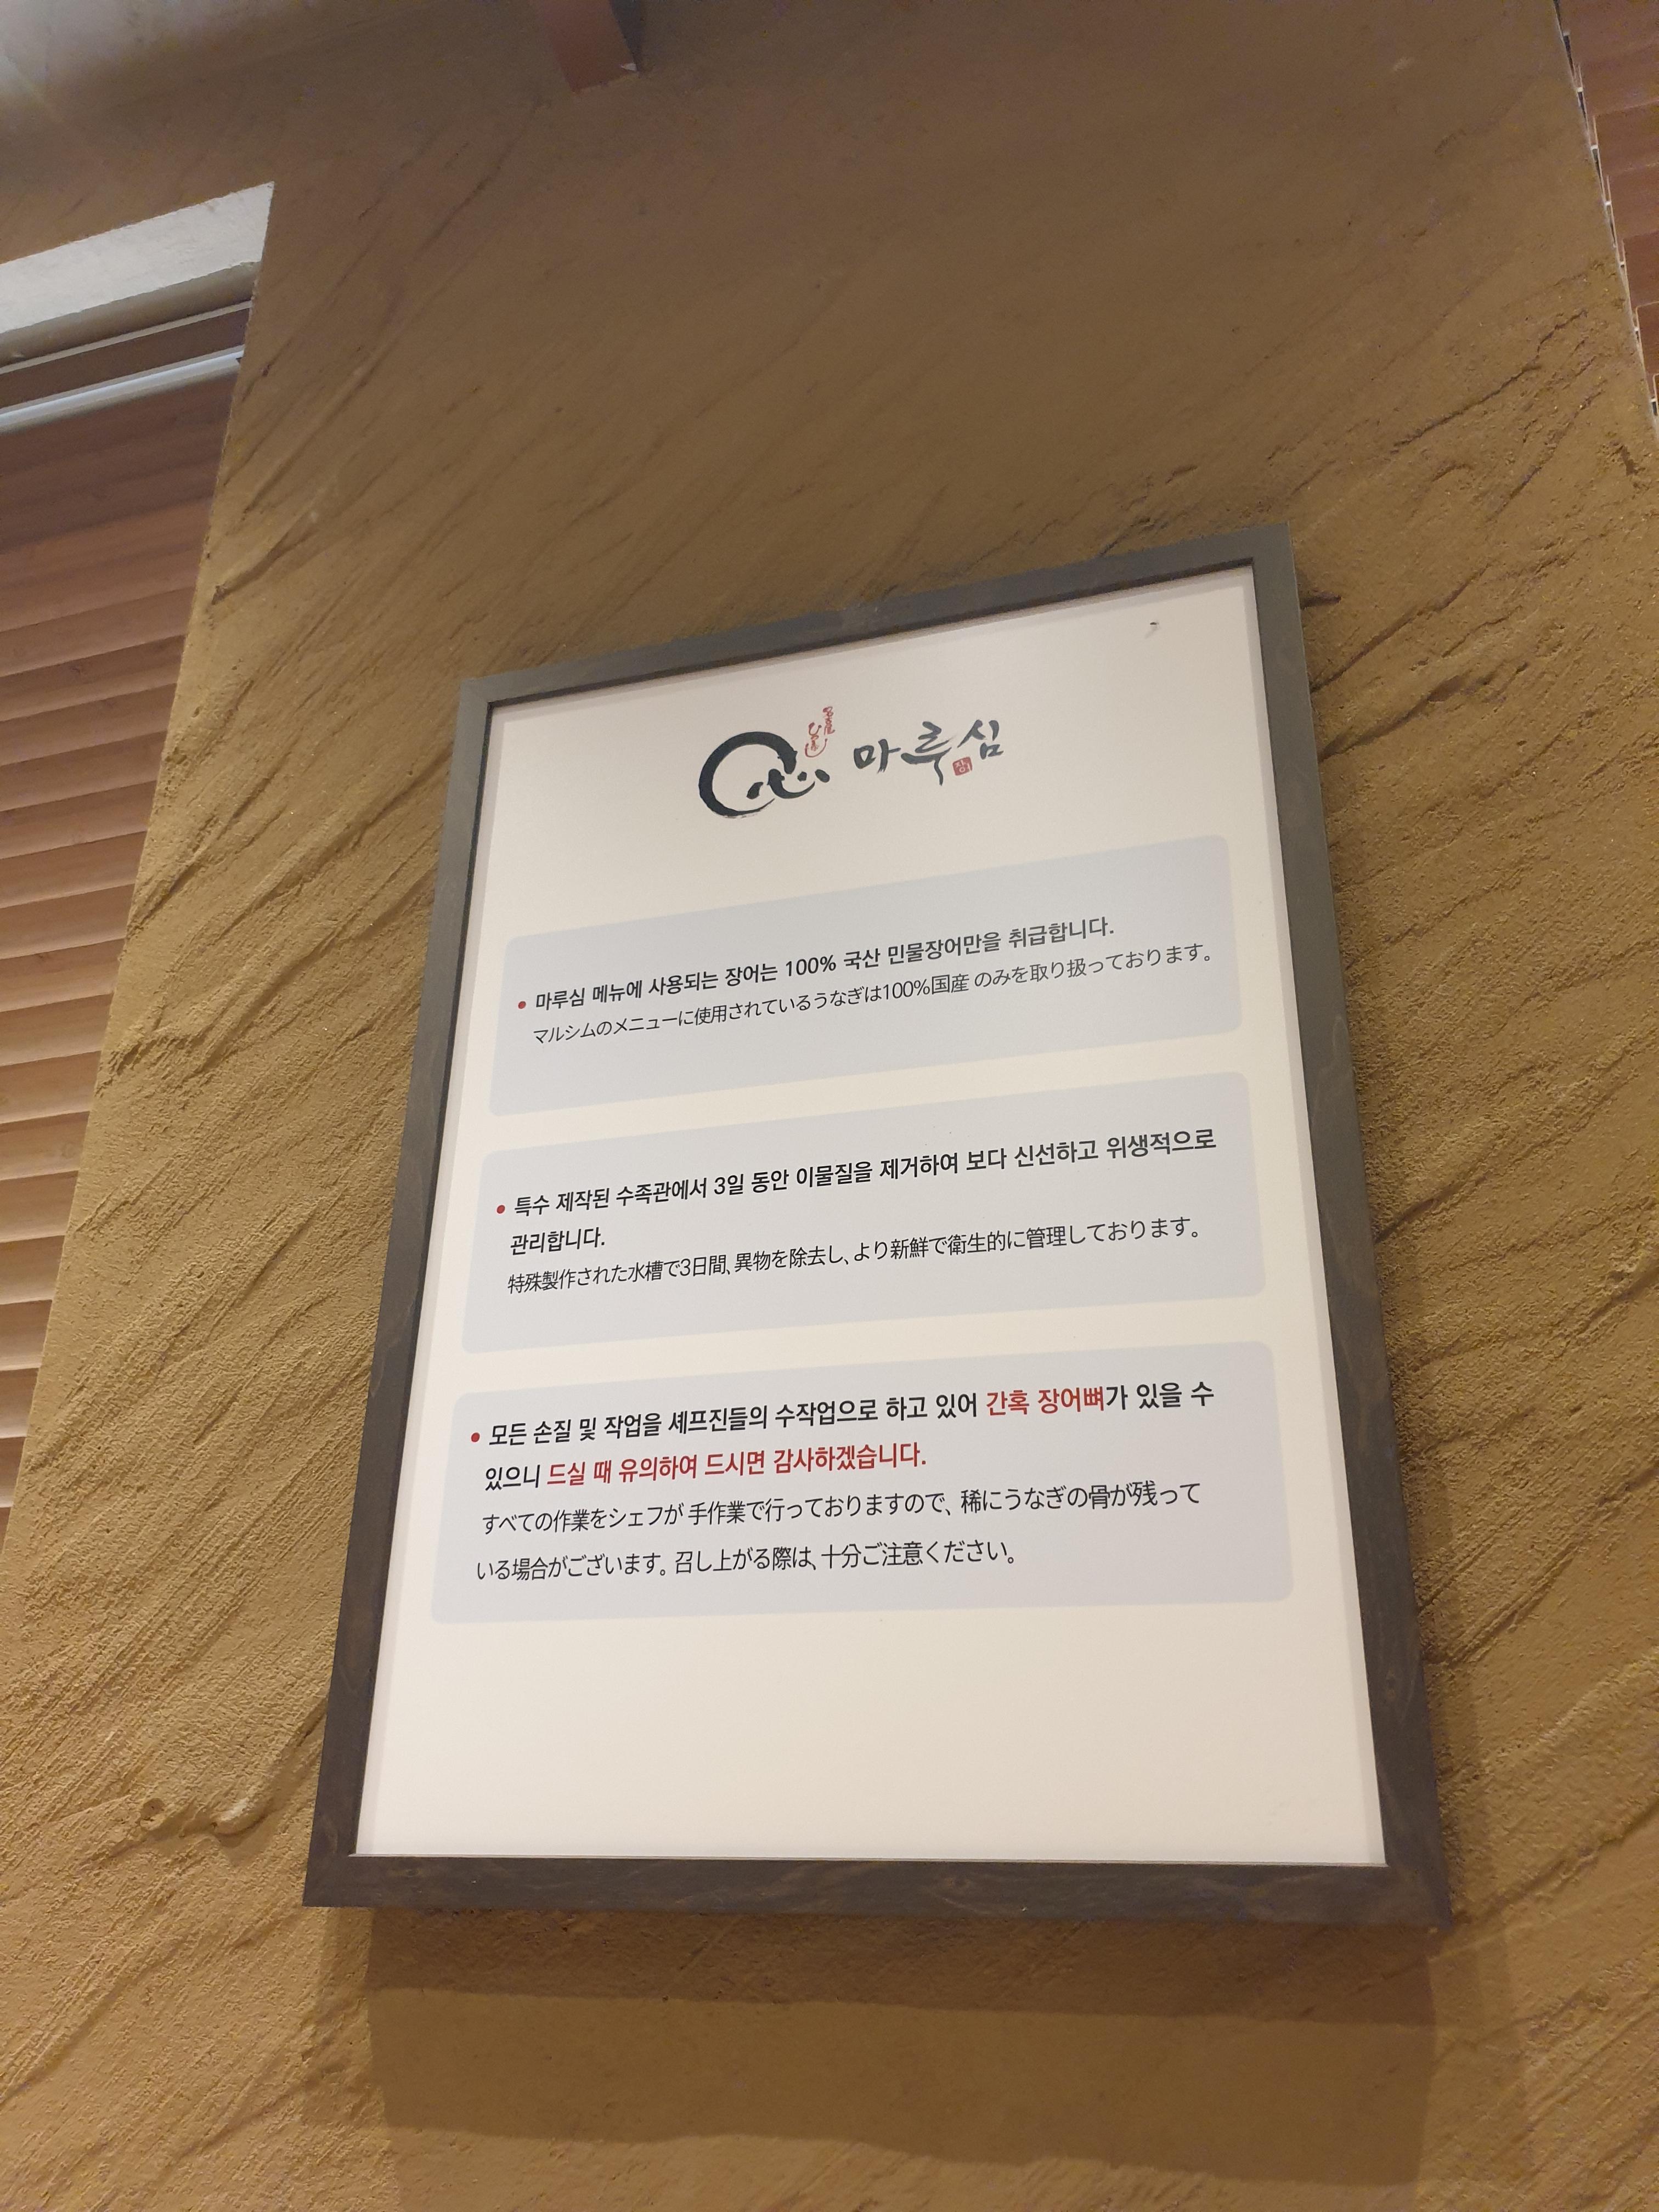 마루심
● 마루심 메뉴에 사용되는 장어는 100% 국산 민물장어만을 취급합니다.
マルシムのメニューに使用されているうなぎは100%国産 のみを取り扱っております。
● 특수 제작된 수족관에서 3일 동안 이물질을 제거하여 보다 신선하고 위생적으로
관리합니다.
特殊製作された水槽で3日間、異物を除去し、より新鮮で衛生的に管理しております。
● 모든 손질 및 작업을 셰프진들의 수작업으로 하고 있어 간혹 장어뼈가 있을 수
있으니 드실 때 유의하여 드시면 감사하겠습니다.
すべての作業をシェフが 手作業で行っておりますので、稀にうなぎの骨が残って
いる場合がございます。召し上がる際は、十分ご注意ください。